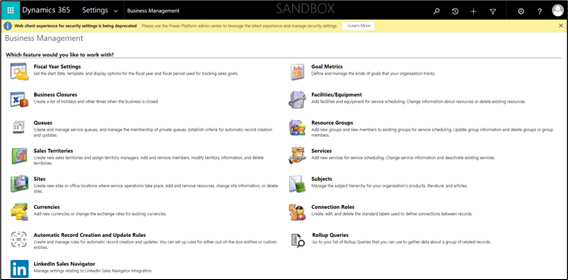 Dynamics 365
Settings
Business Management
SANDBOX
Web client experience for security settings is being deprecated Please use the Power Platform admin center to leverage the latest experience and manage security settings Learn More
Business Management
Which feature would you like to work with?
Fiscal Year Settings
Set the start date, template, and display options for the fiscal year and fiscal period used for tracking sales goals.
Goal Metrics
Define and manage the kinds of goals that your organization tracks.
Business Closures
Create a list of holidays and other times when the business is closed.
Facilities/Equipment
Add facilities and equipment for service scheduling. Change information about resources or delete existing resources.
Queues
Create and manage service queues, and manage the membership of private queues. Establish criteria for automatic record creation
and updates.
Resource Groups
Add new groups and new members to existing groups for service scheduling. Update group information and delete groups or group
members.
Sales Territories
Create new sales territories and assign territory managers. Add and remove members, modify territory information, and delete
territories.
Services
Add new services for service scheduling. Change service information and deactivate existing services.
Sites
Create new sites or office locations where service operations take place. Add and remove resources, change site information, or delete
sites.
Subjects
Manage the subject hierarchy for your organization's products, literature, and articles.
Currencies
Add new currencies or change the exchange rates for existing currencies.
Connection Roles
Create, edit, and delete the standard labels used to define connections between records.
Automatic Record Creation and Update Rules
Create and manage rules for automatic record creation and updates. You can set up rules for either out-of-the-box entities or custom
entities.
Rollup Queries
Go to your list of Rollup Queries that you can use to gather data about a group of related records.
LinkedIn Sales Navigator
Manage settings relating to LinkedIn Sales Navigator integration